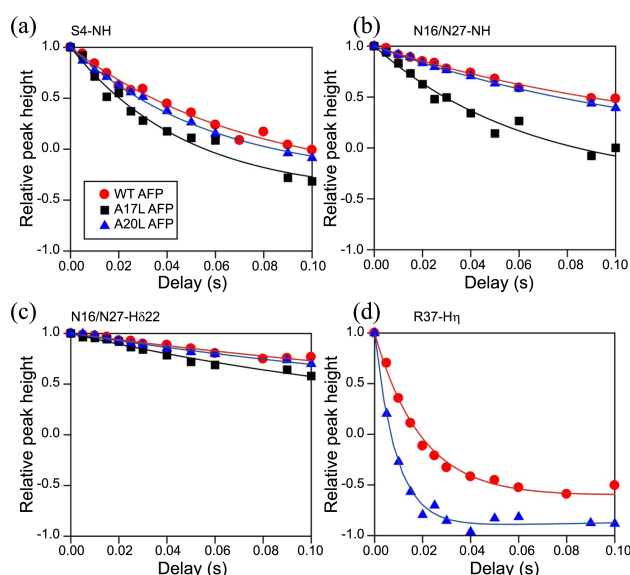 (a) S4-NH
Relative peak height
1.0
0.5
0.0
-0.5
-1.0
WT AFP
A17L AFP
A20L AFP
0.00 0.02 0.04 0.06 0.08 0.10
Delay (s)
(b) N16/N27-NH
Relative peak height
1.0
0.5
0.0
-0.5
-1.0
0.00 0.02 0.04 0.06 0.08 0.10
Delay (s)
(c) N16/N27-Hδ22
Relative peak height
1.0
0.5
0.0
-0.5
-1.0
0.00 0.02 0.04 0.06 0.08 0.10
Delay (s)
(d) R37-Hη
Relative peak height
1.0
0.5
0.0
-0.5
-1.0
0.00 0.02 0.04 0.06 0.08 0.10
Delay (s)